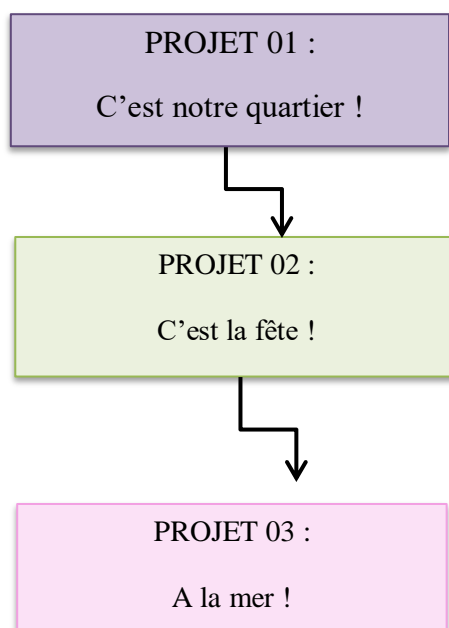 PROJET 01 :
C’est notre quartier !
PROJET 02 :
C’est la fête !
PROJET 03 :
A la mer !